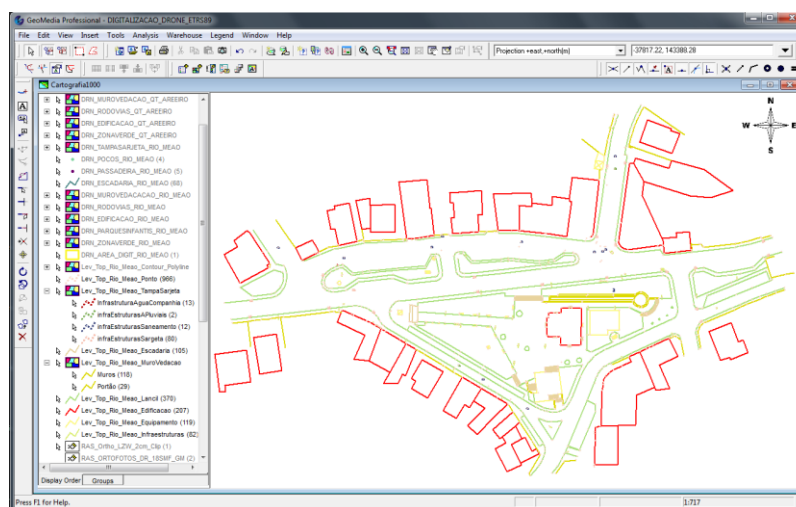 GeoMedia Professional - DIGITALIZACAO_DRONE_ETRS89
File Edit View Insert Tools Analysis Warehouse Legend Window Help
Projection +east,+north(m) -37817.22, 143388.28
Cartografia1000
DRN_MUROVEDACAO_QT_AREEIRO
DRN_RODOVIAS_QT_AREEIRO
DRN_EDIFICACAO_QT_AREEIRO
DRN_ZONAVERDE_QT_AREEIRO
DRN_TAMPASARJETA_RIO_MEAO
DRN_POCOS_RIO_MEAO (4)
DRN_PASSADEIRA_RIO_MEAO (5)
DRN_ESCADARIA_RIO_MEAO (88)
DRN_MUROVEDACACAO_RIO_MEAO
DRN_RODOVIAS_RIO_MEAO
DRN_EDIFICACAO_RIO_MEAO
DRN_PARQUESINFANTIS_RIO_MEAO
DRN_ZONAVERDE_RIO_MEAO
DRN_AREA_DIGIT_RIO_MEAO (1)
Lev_Top_Rio_Meao_Contour_Polyline
Lev_Top_Rio_Meao_Ponto (966)
Lev_Top_Rio_Meao_TampaSarjeta
infraestruturaAguaCompanhia (13)
infraEstruturasAPluviais (2)
infraEstruturasSaneamento (12)
infraEstruturasSargeta (80)
Lev_Top_Rio_Meao_Escadaria (105)
Lev_Top_Rio_Meao_MuroVedacao
Muros (118)
Portão (29)
Lev_Top_Rio_Meao_Lancil (370)
Lev_Top_Rio_Meao_Edificacao (207)
Lev_Top_Rio_Meao_Equipamento (119)
Lev_Top_Rio_Meao_Infraestruturas (82)
RAS_Ortho_LZW_2cm_Clip (1)
RAS_ORTOFOTOS_DR_18SMF_GM (2)
Display Order Groups
N
W E
S
Press F1 for Help. 1:717